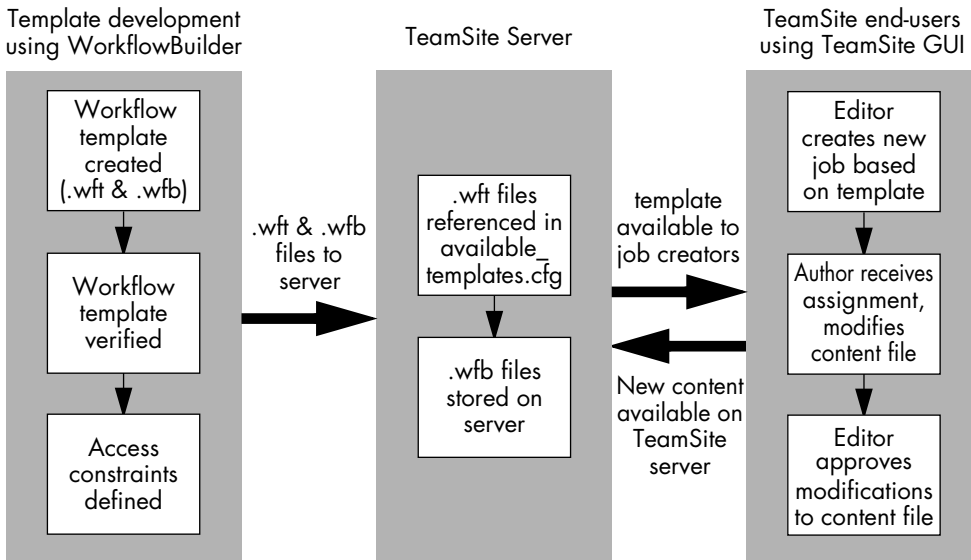 Template development
using WorkflowBuilder
Workflow
template
created
(.wft & .wfb)
Workflow
template
verified
Access
constraints
defined
.wft & .wfb
files to
server
TeamSite Server
.wft files
referenced in
available_
templates.cfg
.wfb files
stored on
server
template
available to
job creators
New content
available on
TeamSite
server
TeamSite end-users
using TeamSite GUI
Editor
creates new
job based
on template
Author receives
assignment,
modifies
content file
Editor
approves
modifications
to content file